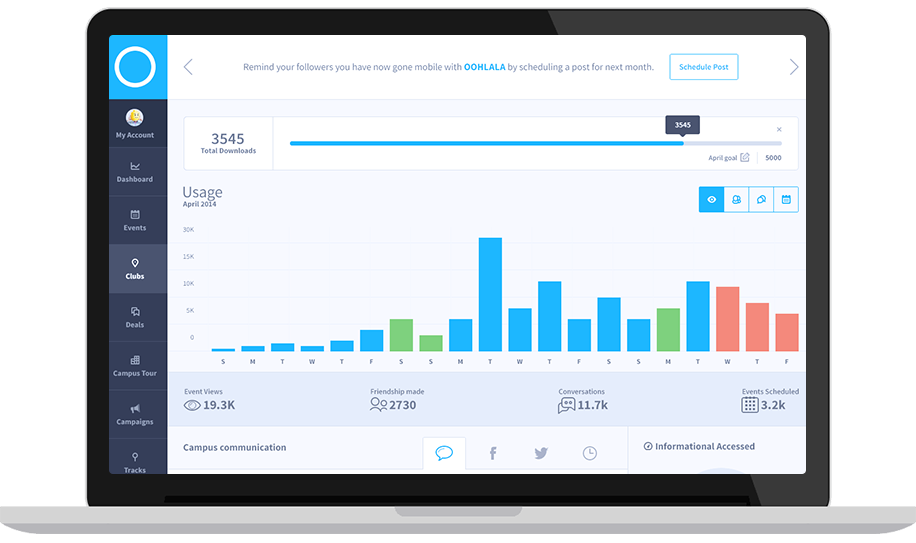 Remind your followers you have now gone mobile with OOHLALA by scheduling a post for next month.
Schedule Post
My Account
Dashboard
Events
Clubs
Deals
Campus Tour
Campaigns
Tracks
3545
Total Downloads
3545
April goal
5000
Usage
April 2014
30K
15K
10K
5K
0
S M T W T F S S M T W T F S S M T W T F
Event Views
19.3K
Friendship made
2730
Conversations
11.7k
Events Scheduled
3.2k
Campus communication
Informational Accessed